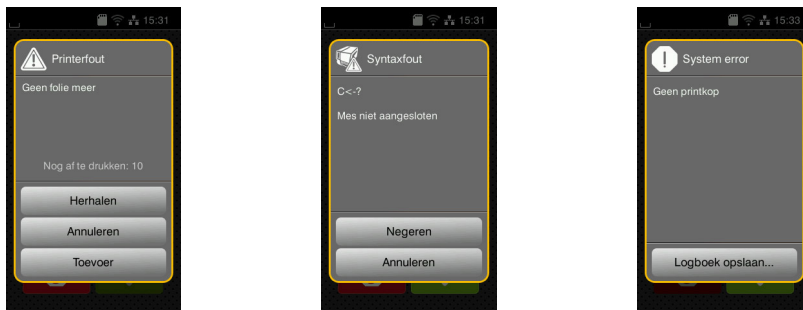 15:31
Printerfout
Geen folie meer
Nog af te drukken: 10
Herhalen
Annuleren
Toevoer
15:31
Syntaxfout
C<-?
Mes niet aangesloten
Negeren
Annuleren
15:33
System error
Geen printkop
Logboek opslaan...